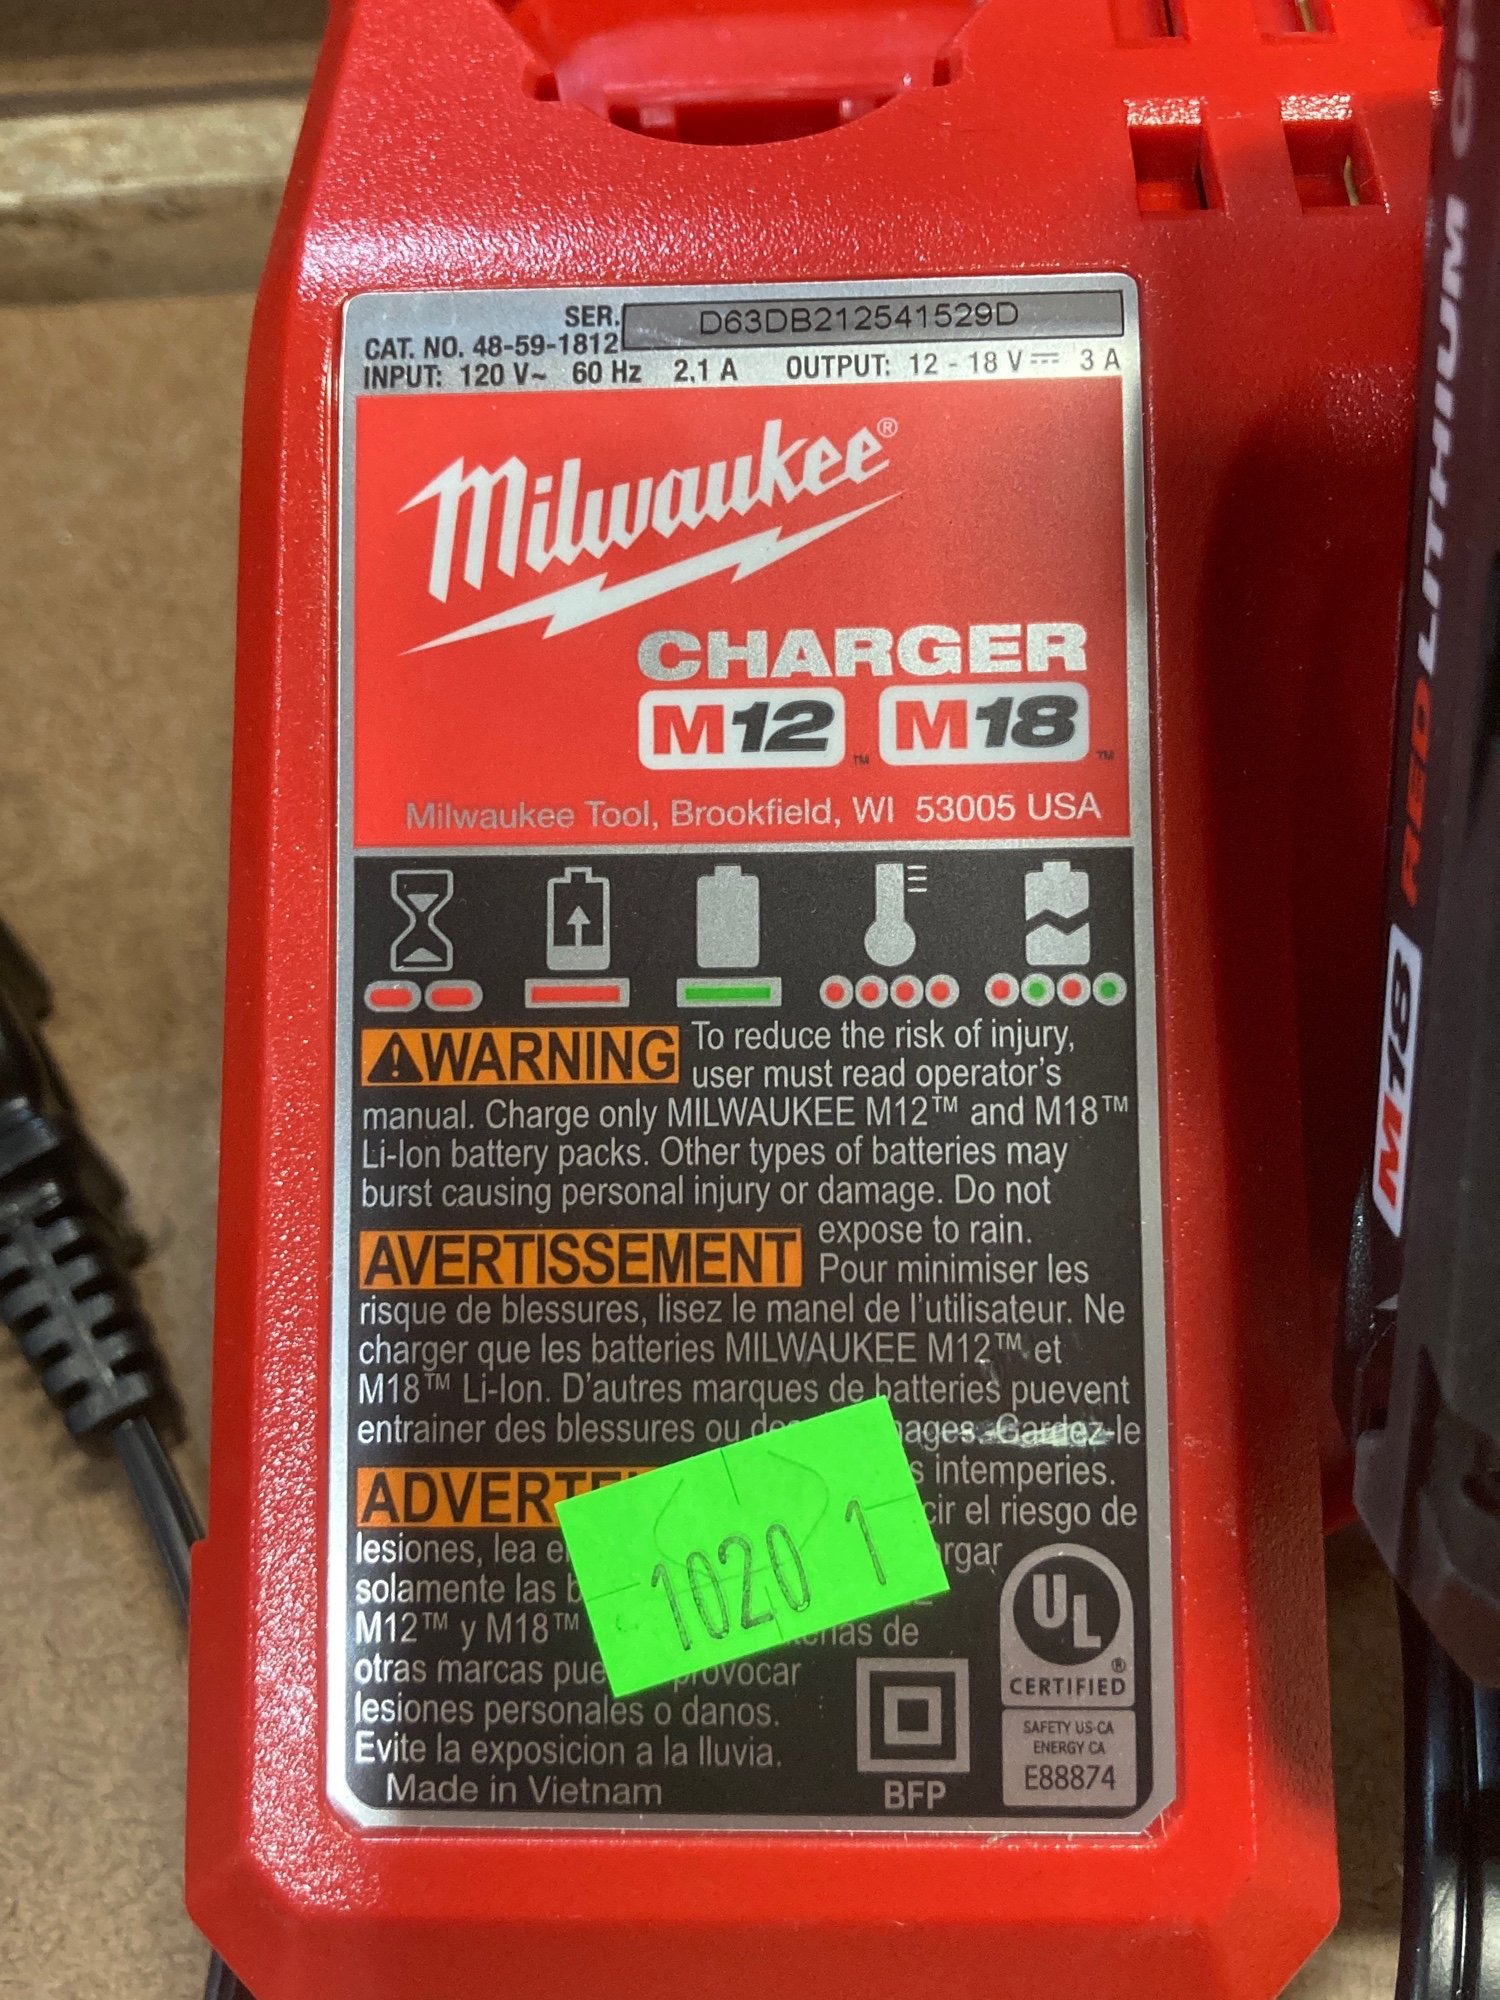 SER. D63DB212541529D
CAT. NO. 48-59-1812
INPUT: 120 V~ 60 Hz 2.1 A OUTPUT: 12 - 18 V⎓ 3 A
Milwaukee®
CHARGER
M12™ M18™
Milwaukee Tool, Brookfield, WI 53005 USA
⚠WARNING To reduce the risk of injury,
user must read operator's
manual. Charge only MILWAUKEE M12™ and M18™
Li-Ion battery packs. Other types of batteries may
burst causing personal injury or damage. Do not
expose to rain.
AVERTISSEMENT Pour minimiser les
risque de blessures, lisez le manel de l'utilisateur. Ne
charger que les batteries MILWAUKEE M12™ et
M18™ Li-Ion. D'autres marques de batteries puevent
entrainer des blessures ou Gardez-le
intemperies.
el riesgo de
lesiones, lea
solamente las
M12™ y M18™ de
otras marcas provocar
lesiones personales o danos.
Evite la exposicion a la lluvia.
Made in Vietnam
BFP
UL
CERTIFIED®
SAFETY US-CA
ENERGY CA
E88874
1020 1
M18 REDLITHIUM